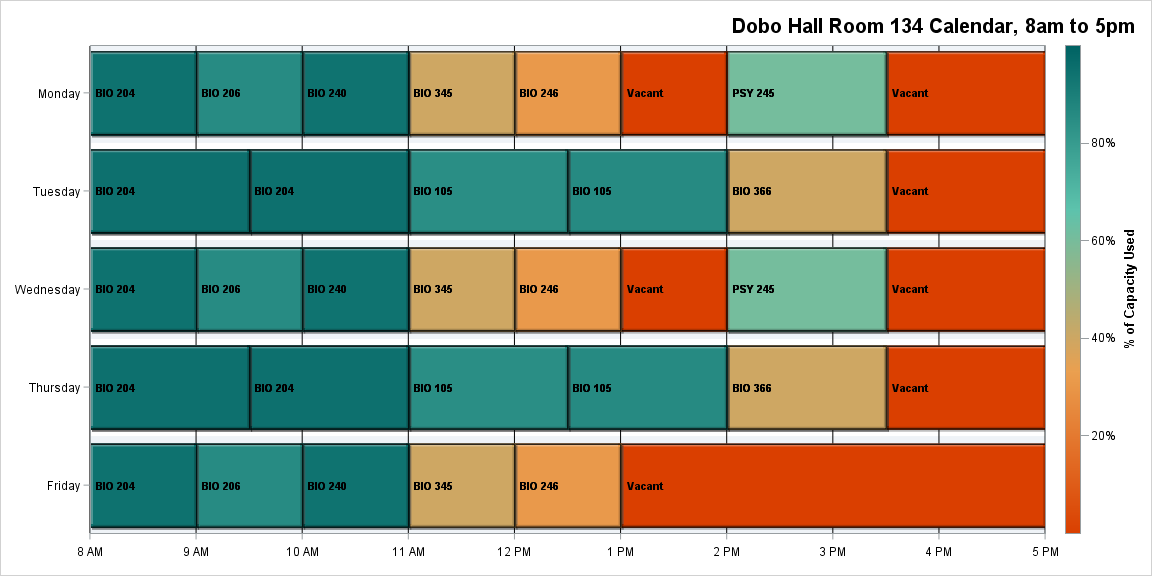 Dobo Hall Room 134 Calendar, 8am to 5pm
Monday BIO 204 BIO 206 BIO 240 BIO 345 BIO 246 Vacant PSY 245 Vacant
80%
Tuesday BIO 204 BIO 204 BIO 105 BIO 105 BIO 366 Vacant
60%
Wednesday BIO 204 BIO 206 BIO 240 BIO 345 BIO 246 Vacant PSY 245 Vacant
% of Capacity Used
40%
Thursday BIO 204 BIO 204 BIO 105 BIO 105 BIO 366 Vacant
20%
Friday BIO 204 BIO 206 BIO 240 BIO 345 BIO 246 Vacant
8 AM 9 AM 10 AM 11 AM 12 PM 1 PM 2 PM 3 PM 4 PM 5 PM